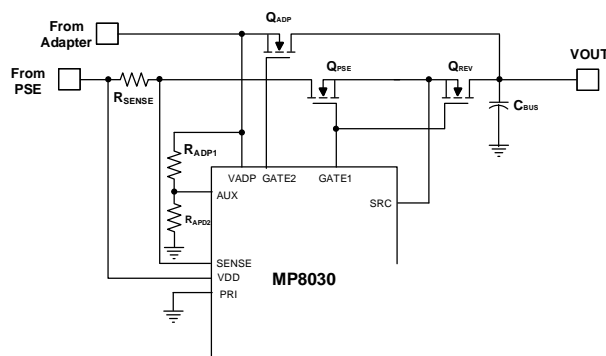 From
Adapter
QADP
From
PSE
RSENSE
QPSE
QREV
VOUT
CBUS
RADP1
VADP
GATE2
GATE1
AUX
SRC
RAPD2
SENSE
VDD
MP8030
PRI